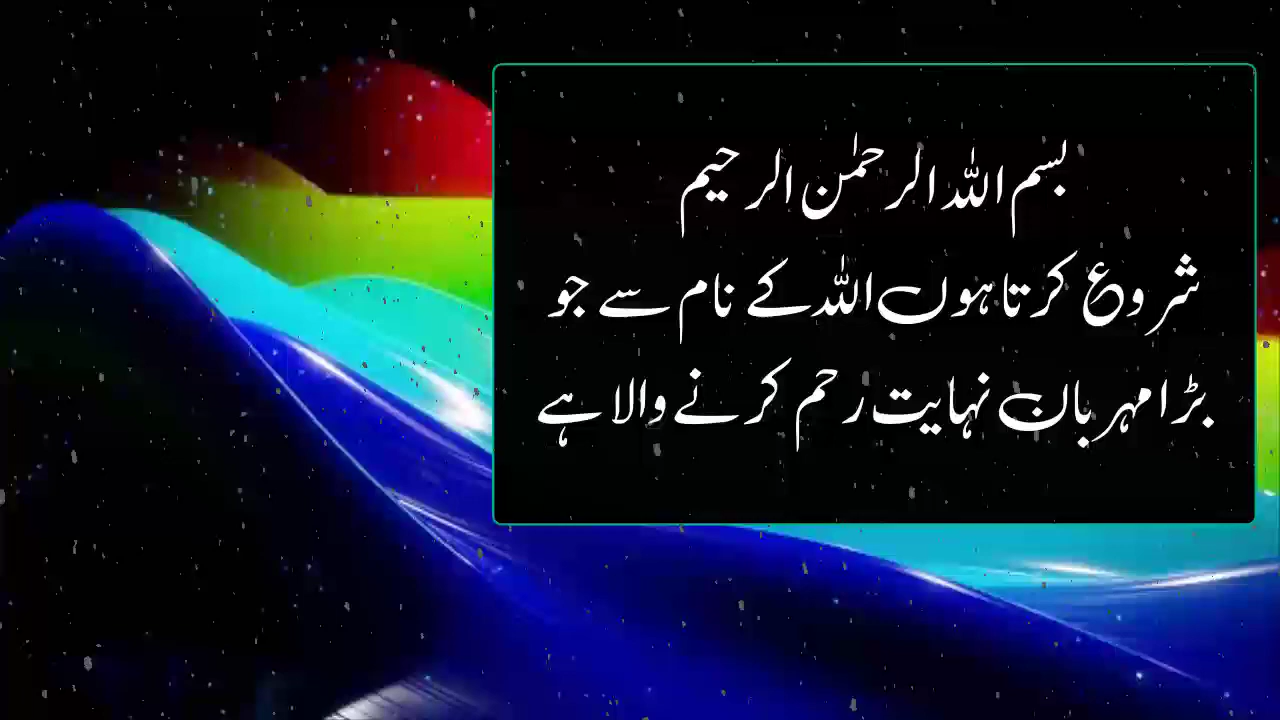 بسم اللہ الرحمٰن الرحیم
شروع کرتا ہوں اللہ کے نام سے جو
بڑا مہربان نہایت رحم کرنے والا ہے